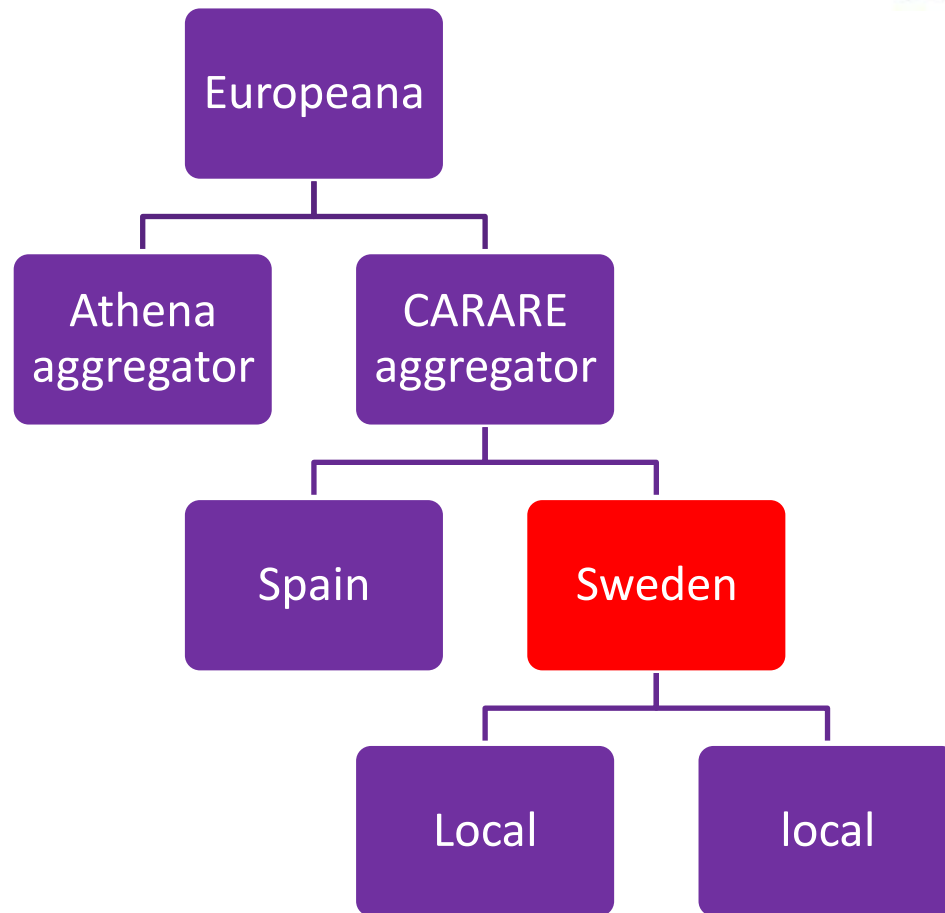 Europeana
Athena
aggregator
CARARE
aggregator
Spain
Sweden
Local
local